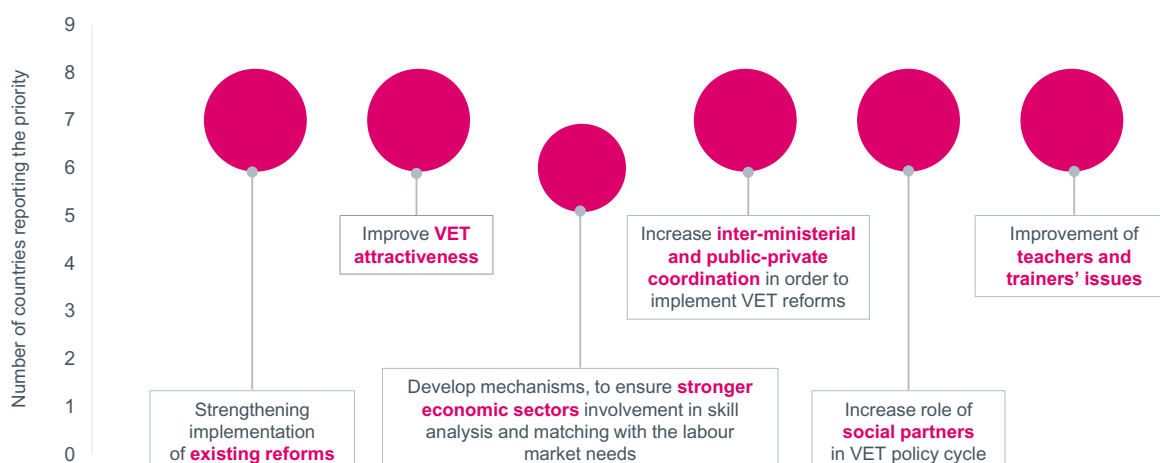 Number of countries reporting the priority
9
8
7
6
5
4
3
2
1
0
Strengthening
implementation
of existing reforms
Improve VET
attractiveness
Develop mechanisms, to ensure stronger
economic sectors involvement in skill
analysis and matching with the labour
market needs
Increase inter-ministerial
and public-private
coordination in order to
implement VET reforms
Increase role of
social partners
in VET policy cycle
Improvement of
teachers and
trainers’ issues